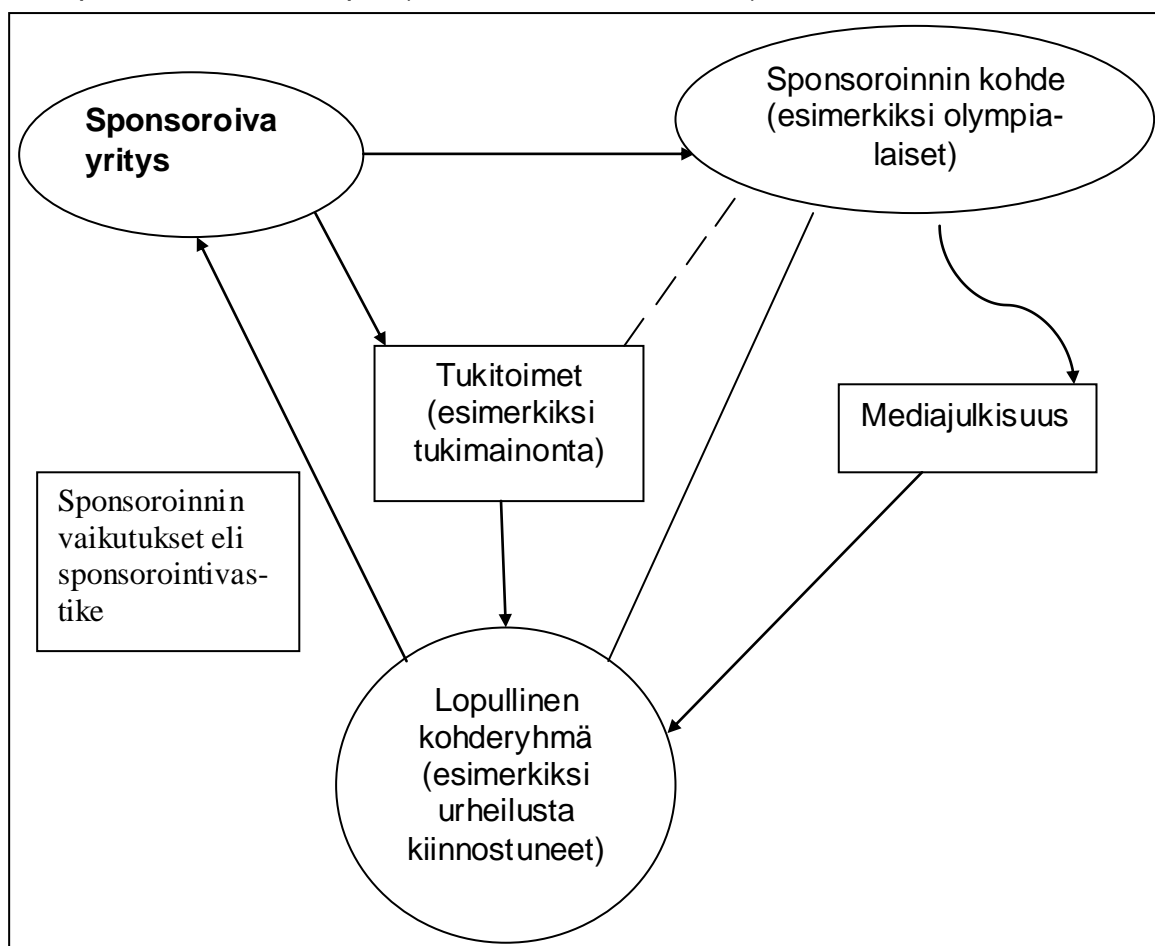 Sponsoroiva
yritys
Sponsoroinnin kohde
(esimerkiksi olympia-
laiset)
Tukitoimet
(esimerkiksi
tukimainonta)
Mediajulkisuus
Sponsoroinnin
vaikutukset eli
sponsorointivas-
tike
Lopullinen
kohderyhmä
(esimerkiksi
urheilusta
kiinnostuneet)